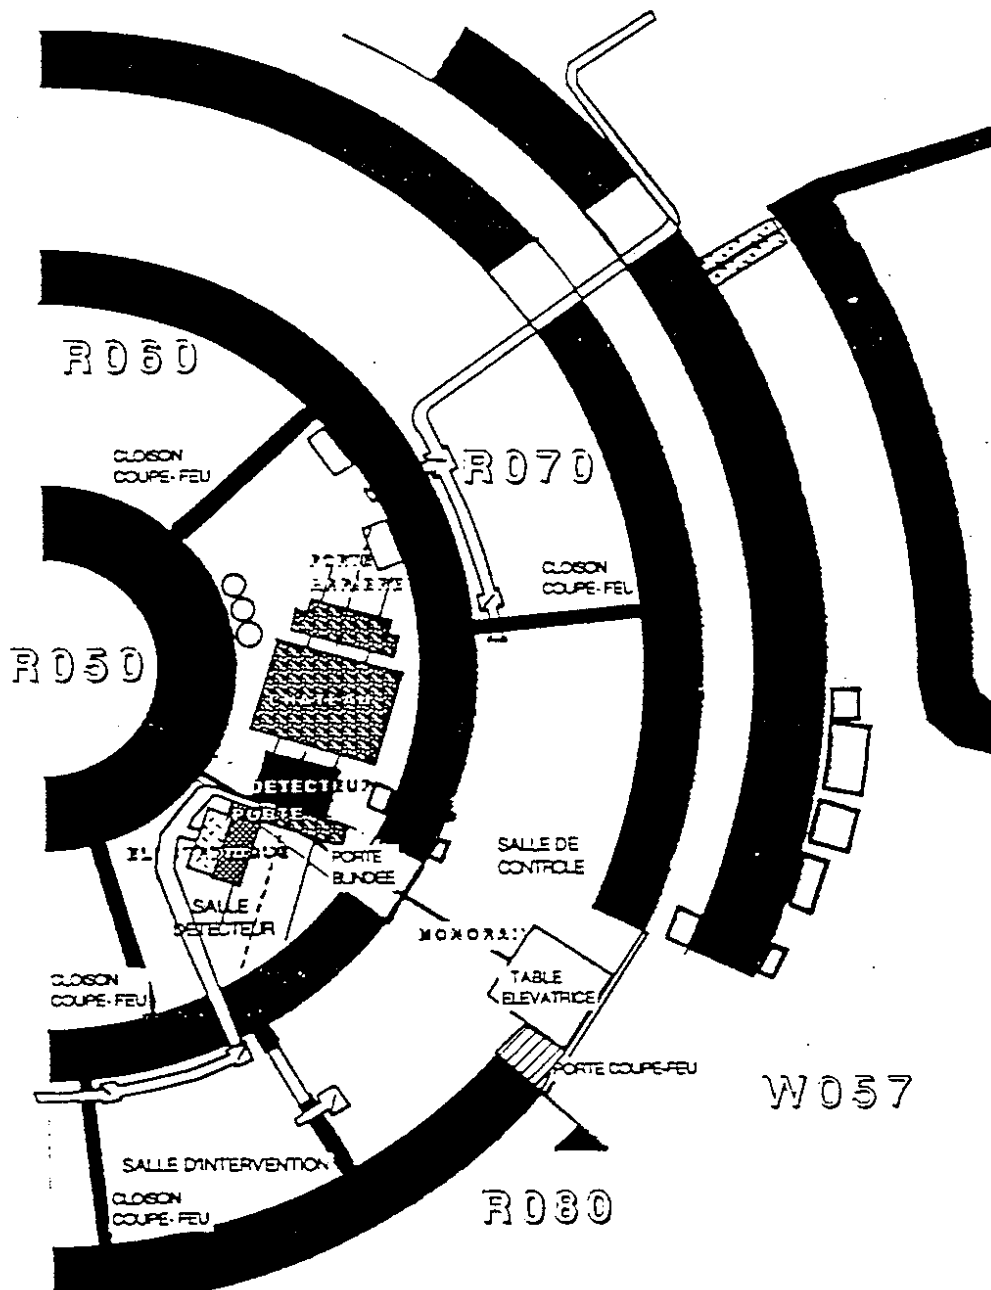 R060
CLOISON
COUPE-FEU
R070
CLOISON
COUPE-FEU
PORTE
R050
DETECTEUR
PORTE
PORTE
BLINDEE
SALLE DE
CONTROLE
SALLE
DETECTEUR
MONORAIL
CLOISON
COUPE-FEU
TABLE
ELEVATRICE
PORTE COUPE-FEU
W057
SALLE D'INTERVENTION
CLOISON
COUPE-FEU
R080